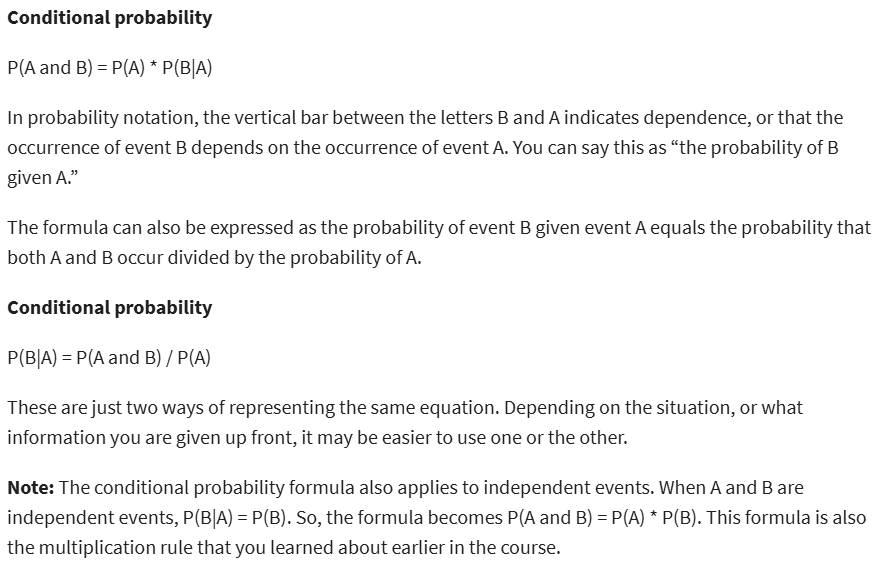 Conditional probability
P(A and B) = P(A) * P(B|A)
In probability notation, the vertical bar between the letters B and A indicates dependence, or that the
occurrence of event B depends on the occurrence of event A. You can say this as “the probability of B
given A.”
The formula can also be expressed as the probability of event B given event A equals the probability that
both A and B occur divided by the probability of A.
Conditional probability
P(B|A) = P(A and B) / P(A)
These are just two ways of representing the same equation. Depending on the situation, or what
information you are given up front, it may be easier to use one or the other.
Note: The conditional probability formula also applies to independent events. When A and B are
independent events, P(B|A) = P(B). So, the formula becomes P(A and B) = P(A) * P(B). This formula is also
the multiplication rule that you learned about earlier in the course.